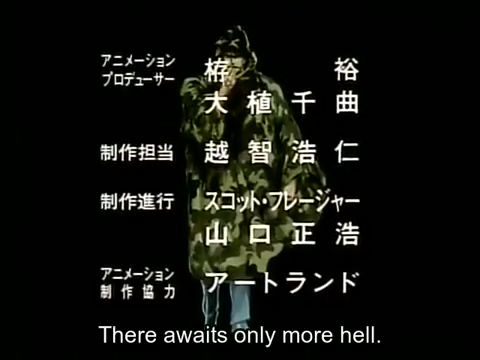 アニメーション
プロデューサー
栫 裕
大植千曲
制作担当 越智浩仁
制作進行 スコット・フレージャー
山口正浩
アニメーション
制作協力
アートランド
There awaits only more hell.